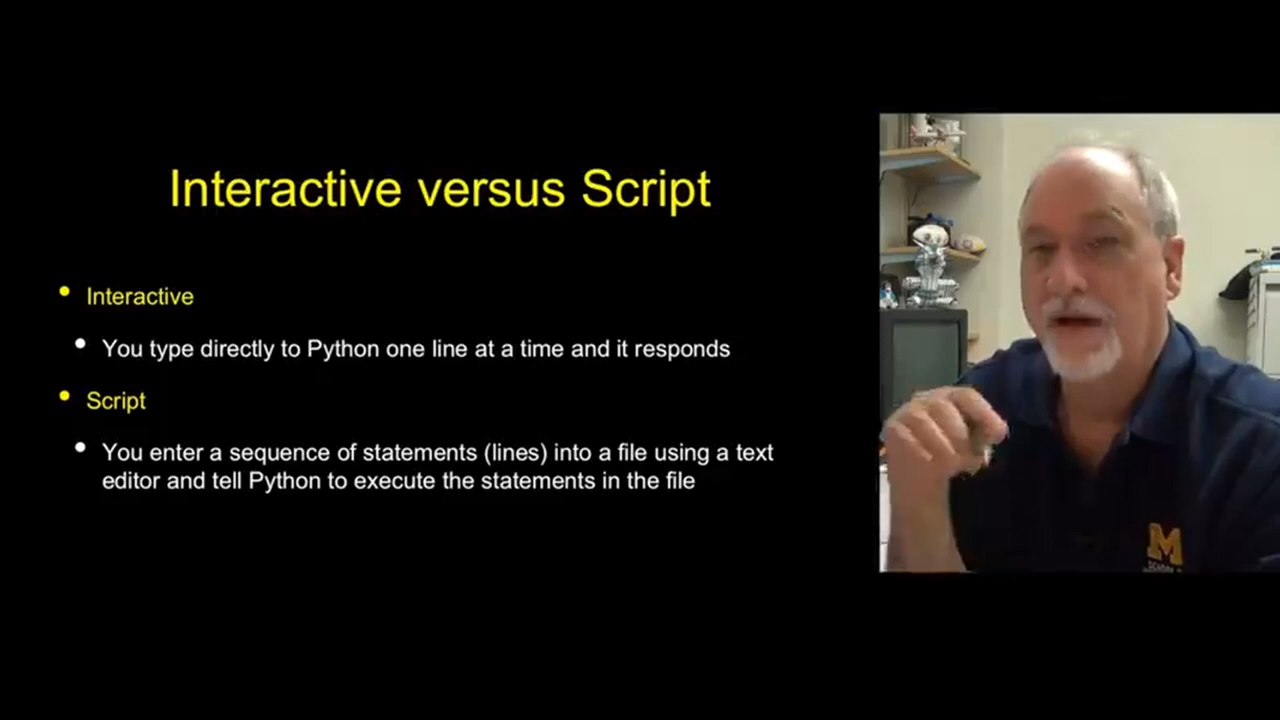 Interactive versus Script
• Interactive
• You type directly to Python one line at a time and it responds
• Script
• You enter a sequence of statements (lines) into a file using a text
editor and tell Python to execute the statements in the file
M